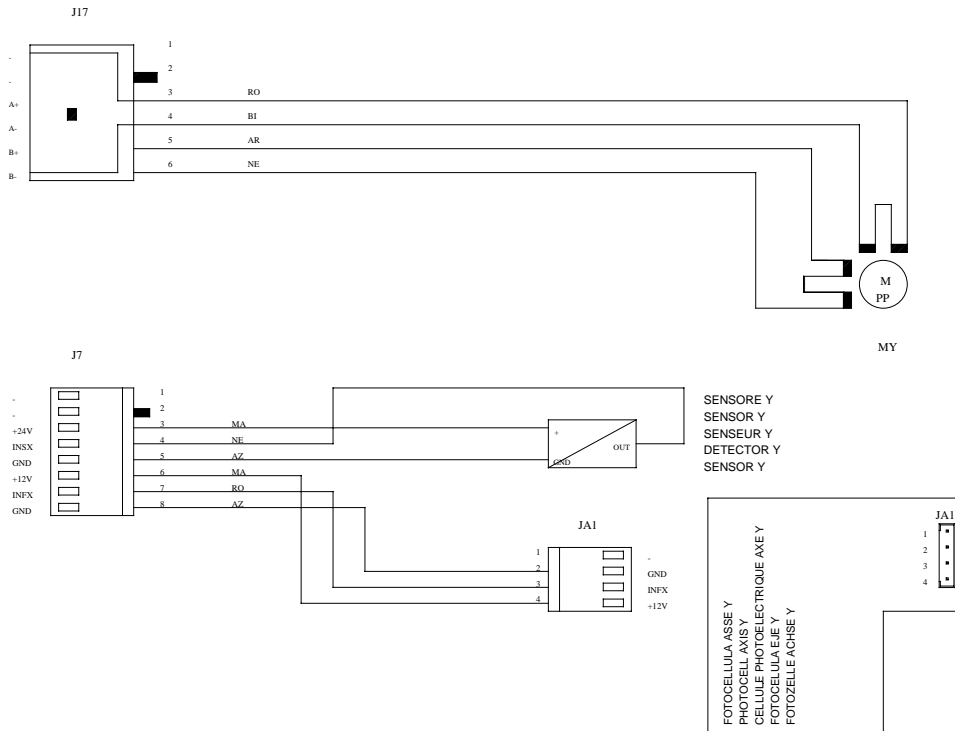 J17
-
-
A+
A-
B+
B-
1
2
3 RO
4 BI
5 AR
6 NE
M
PP
MY
J7
-
-
+24V
INSX
GND
+12V
INFX
GND
1
2
3 MA
4 NE
5 AZ
6 MA
7 RO
8 AZ
+
OUT
GND
SENSORE Y
SENSOR Y
SENSEUR Y
DETECTOR Y
SENSOR Y
JA1
1 -
2 GND
3 INFX
4 +12V
FOTOCELLULA ASSE Y
PHOTOCELL AXIS Y
CELLULE PHOTOELECTRIQUE AXE Y
FOTOCELULA EJE Y
FOTOZELLE ACHSE Y
JA1
1
2
3
4